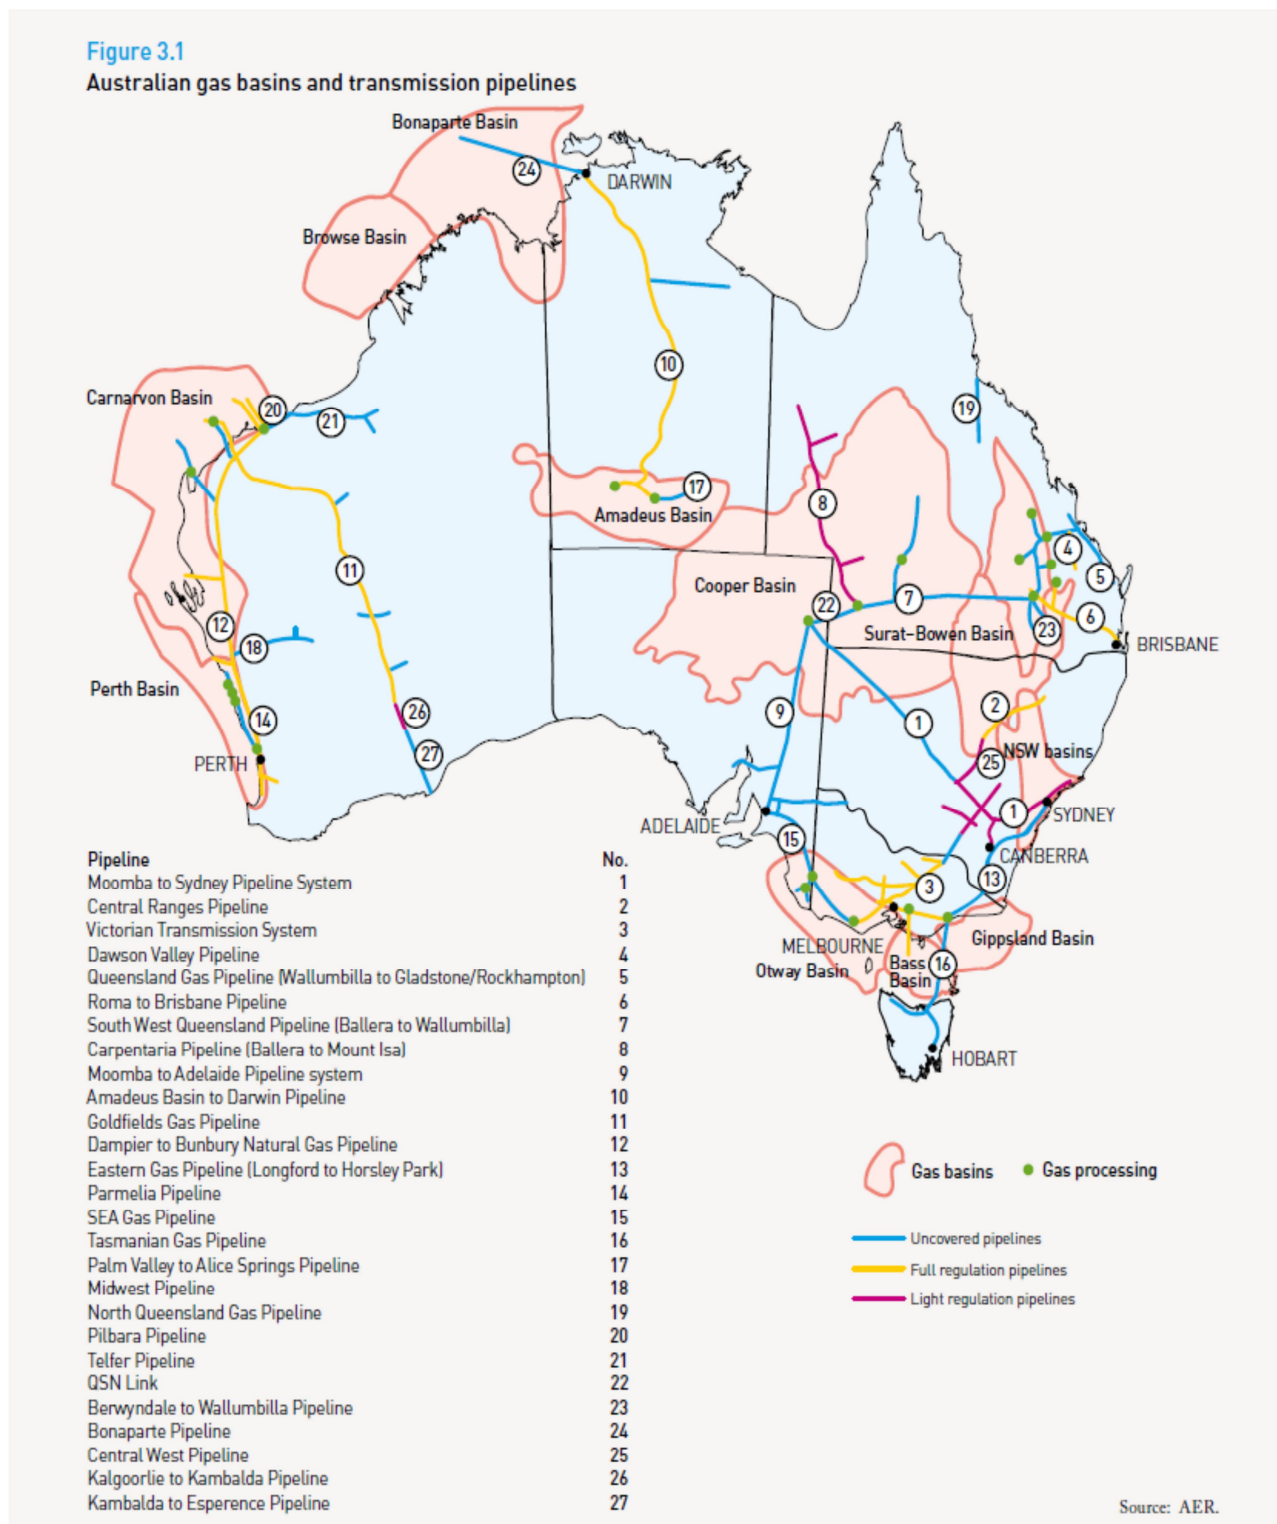 Figure 3.1
Australian gas basins and transmission pipelines
Bonaparte Basin
24
DARWIN
Browse Basin
10
Carnarvon Basin
20
21
19
17
8
Amadeus Basin
4
11
5
Cooper Basin
22
7
12
6
23
Surat–Bowen Basin
18
BRISBANE
Perth Basin
26
9
2
14
1
27
25
NSW basins
PERTH
1
SYDNEY
ADELAIDE
15
CANBERRA
13
3
MELBOURNE
Gippsland Basin
Otway Basin
Bass
Basin
16
HOBART
Pipeline No.
Moomba to Sydney Pipeline System 1
Central Ranges Pipeline 2
Victorian Transmission System 3
Dawson Valley Pipeline 4
Queensland Gas Pipeline (Wallumbilla to Gladstone/Rockhampton) 5
Roma to Brisbane Pipeline 6
South West Queensland Pipeline (Ballera to Wallumbilla) 7
Carpentaria Pipeline (Ballera to Mount Isa) 8
Moomba to Adelaide Pipeline system 9
Amadeus Basin to Darwin Pipeline 10
Goldfields Gas Pipeline 11
Dampier to Bunbury Natural Gas Pipeline 12
Eastern Gas Pipeline (Longford to Horsley Park) 13
Parmelia Pipeline 14
SEA Gas Pipeline 15
Tasmanian Gas Pipeline 16
Palm Valley to Alice Springs Pipeline 17
Midwest Pipeline 18
North Queensland Gas Pipeline 19
Pilbara Pipeline 20
Telfer Pipeline 21
QSN Link 22
Berwyndale to Wallumbilla Pipeline 23
Bonaparte Pipeline 24
Central West Pipeline 25
Kalgoorlie to Kambalda Pipeline 26
Kambalda to Esperence Pipeline 27
Gas basins
Gas processing
Uncovered pipelines
Full regulation pipelines
Light regulation pipelines
Source: AER.